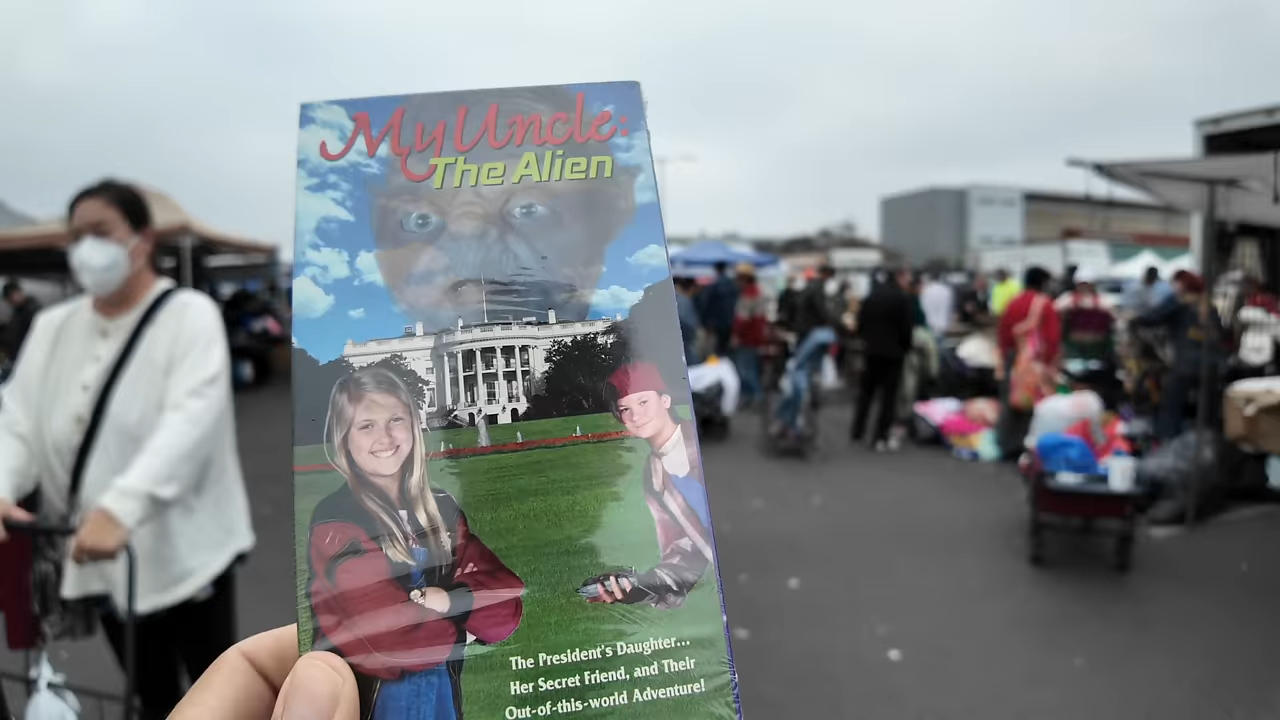 My Uncle:
The Alien
The President's Daughter...
Her Secret Friend, and Their
Out-of-this-world Adventure!